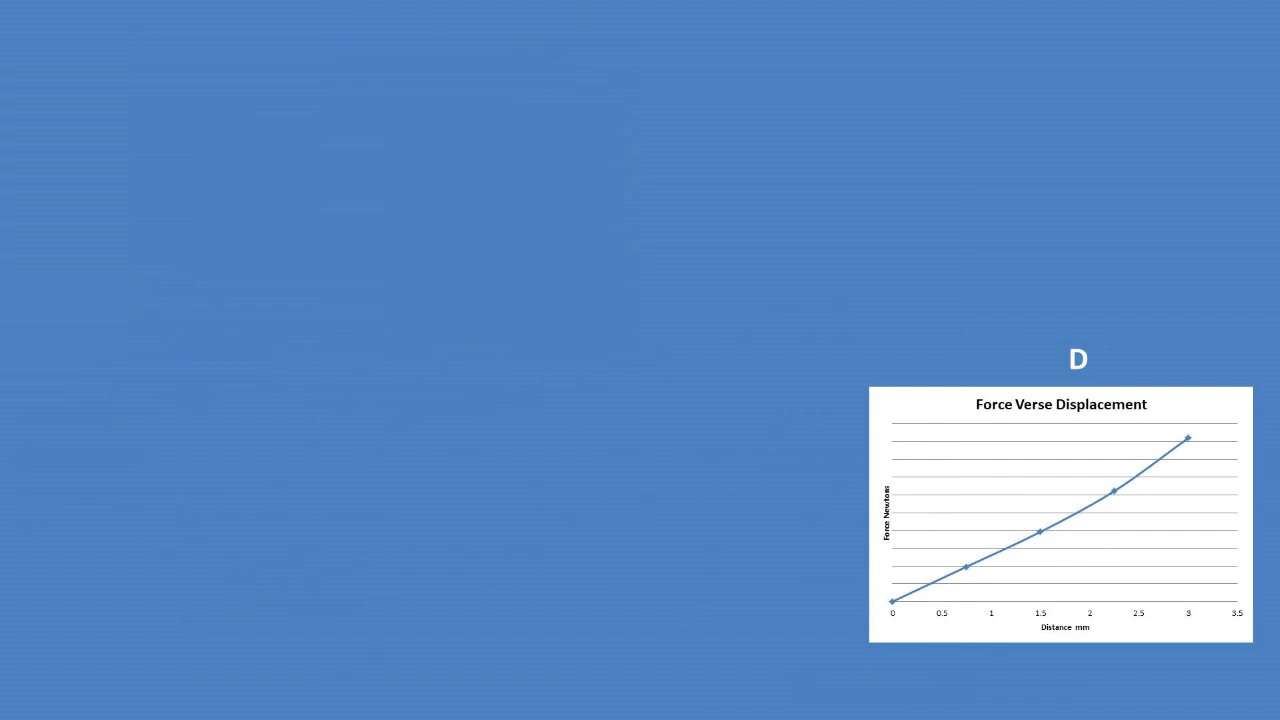 D
Force Verse Displacement
Force Newtons
0 0.5 1 1.5 2 2.5 3 3.5
Distance mm